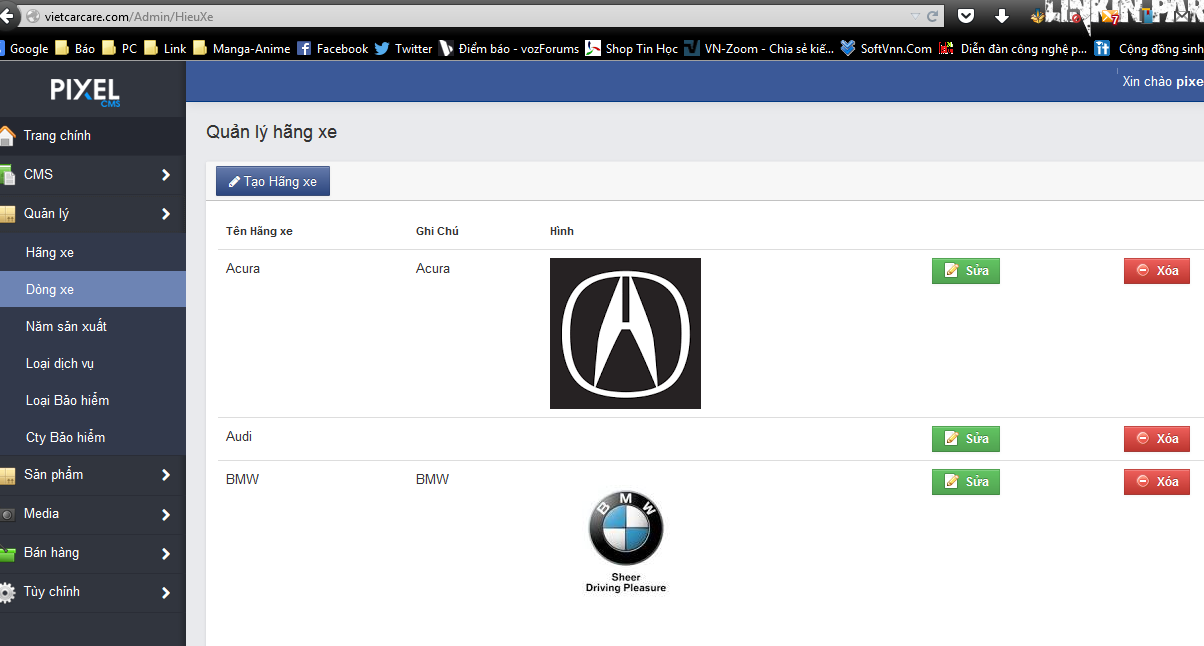 vietcarcare.com/Admin/HieuXe
LINKIN PARK
7
Google Báo PC Link Manga-Anime Facebook Twitter Điểm báo - vozForums Shop Tin Học VN-Zoom - Chia sẻ kiế... SoftVnn.Com Diễn đàn công nghệ p... Cộng đồng sinh
PIXEL
CMS
Xin chào pixe
Trang chính
CMS
Quản lý
Hãng xe
Dòng xe
Năm sản xuất
Loại dịch vụ
Loại Bảo hiểm
Cty Bảo hiểm
Sản phẩm
Media
Bán hàng
Tùy chỉnh
Quản lý hãng xe
Tạo Hãng xe
Tên Hãng xe Ghi Chú Hình
Acura Acura Sửa Xóa
Audi Sửa Xóa
BMW BMW Sửa Xóa
BMW
Sheer
Driving Pleasure